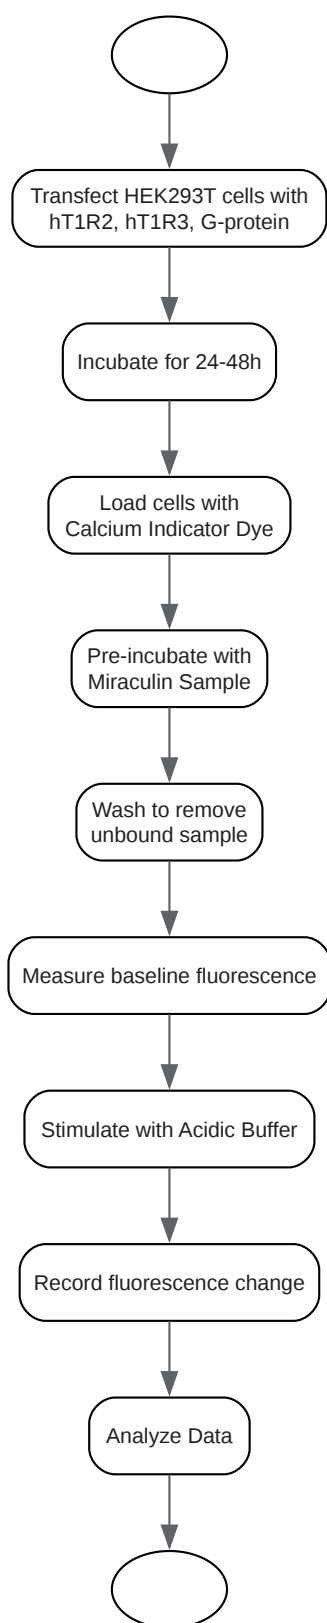 Transfect HEK293T cells with
hT1R2, hT1R3, G-protein
Incubate for 24-48h
Load cells with
Calcium Indicator Dye
Pre-incubate with
Miraculin Sample
Wash to remove
unbound sample
Measure baseline fluorescence
Stimulate with Acidic Buffer
Record fluorescence change
Analyze Data